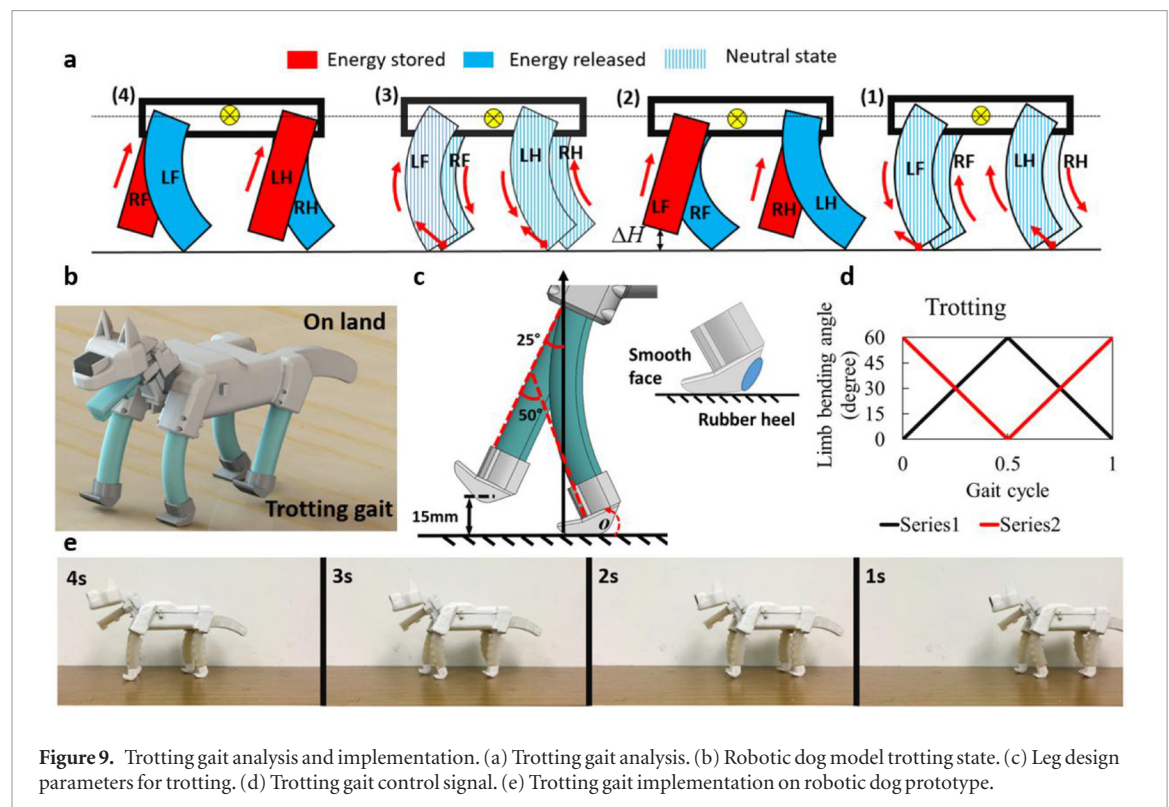 a
Energy stored
Energy released
Neutral state
(4)
(3)
(2)
(1)
RF
LF
LH
RH
LF
RF
LH
RH
LF
RF
RH
LH
LF
RF
LH
RH
ΔH
b
On land
Trotting gait
c
25°
50°
15mm
O
Smooth
face
Rubber heel
d
Trotting
Limb bending angle
(degree)
60
45
30
15
0
0
0.5
1
Gait cycle
Series1
Series2
e
4s
3s
2s
1s
Figure 9. Trotting gait analysis and implementation. (a) Trotting gait analysis. (b) Robotic dog model trotting state. (c) Leg design
parameters for trotting. (d) Trotting gait control signal. (e) Trotting gait implementation on robotic dog prototype.